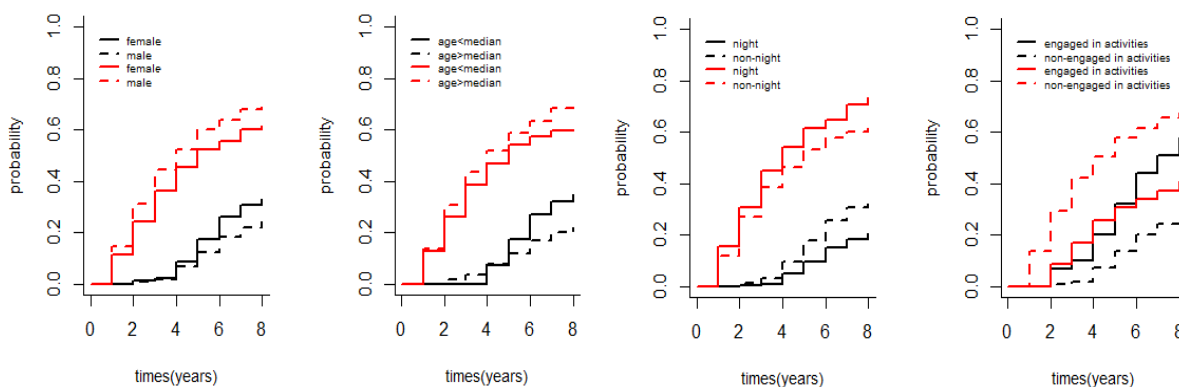 probability
1.0
0.8
0.6
0.4
0.2
0.0
female
male
female
male
0 2 4 6 8
times(years)
probability
1.0
0.8
0.6
0.4
0.2
0.0
age<median
age>median
age<median
age>median
0 2 4 6 8
times(years)
probability
1.0
0.8
0.6
0.4
0.2
0.0
night
non-night
night
non-night
0 2 4 6 8
times(years)
probability
1.0
0.8
0.6
0.4
0.2
0.0
engaged in activities
non-engaged in activities
engaged in activities
non-engaged in activities
0 2 4 6 8
times(years)